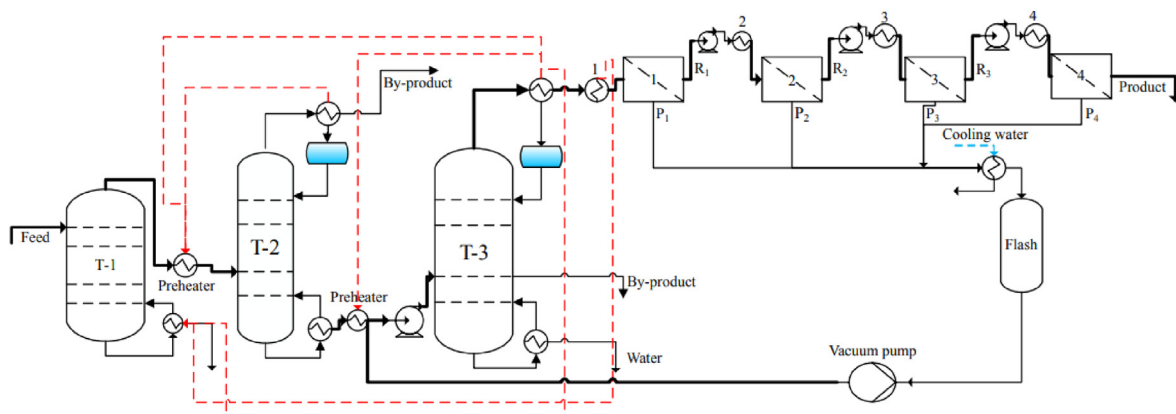 2
3
4
1
1
R1
2
R2
3
R3
4
By-product
Product
P1
P2
P3
P4
Cooling water
T-1
T-2
T-3
Feed
Flash
Preheater
Preheater
By-product
Water
Vacuum pump